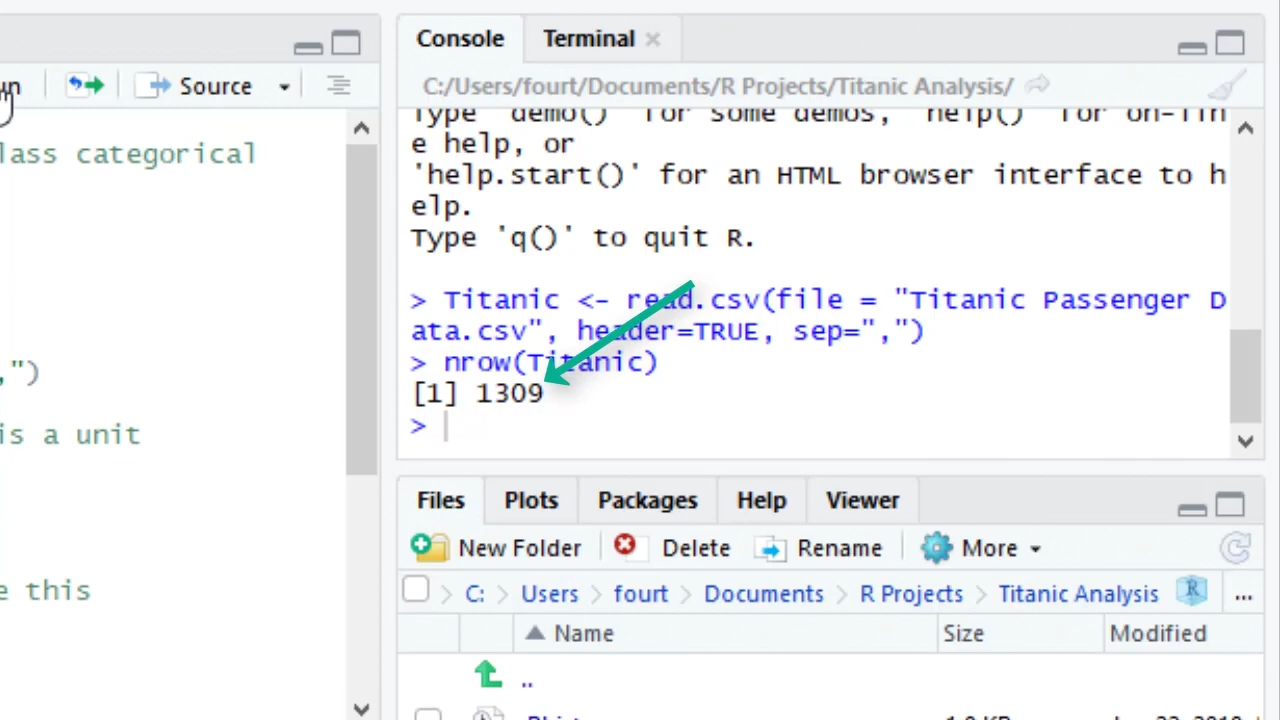 Console Terminal
Source
C:/Users/fourt/Documents/R Projects/Titanic Analysis/
Type 'demo()' for some demos, 'help()' for on-lin
e help, or
'help.start()' for an HTML browser interface to h
elp.
Type 'q()' to quit R.
> Titanic <- read.csv(file = "Titanic Passenger D
ata.csv", header=TRUE, sep=",")
> nrow(Titanic)
[1] 1309
>
lass categorical
,")
is a unit
e this
Files Plots Packages Help Viewer
New Folder Delete Rename More
C: Users fourt Documents R Projects Titanic Analysis R ...
Name Size Modified
..